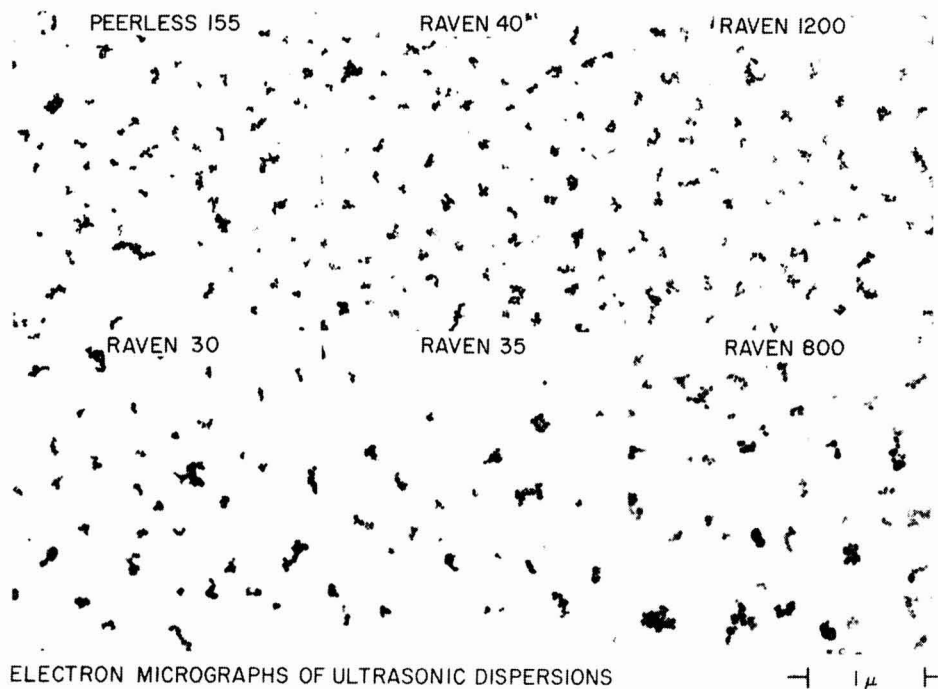 PEERLESS 155
RAVEN 40
RAVEN 1200
RAVEN 30
RAVEN 35
RAVEN 800
ELECTRON MICROGRAPHS OF ULTRASONIC DISPERSIONS
1 μ